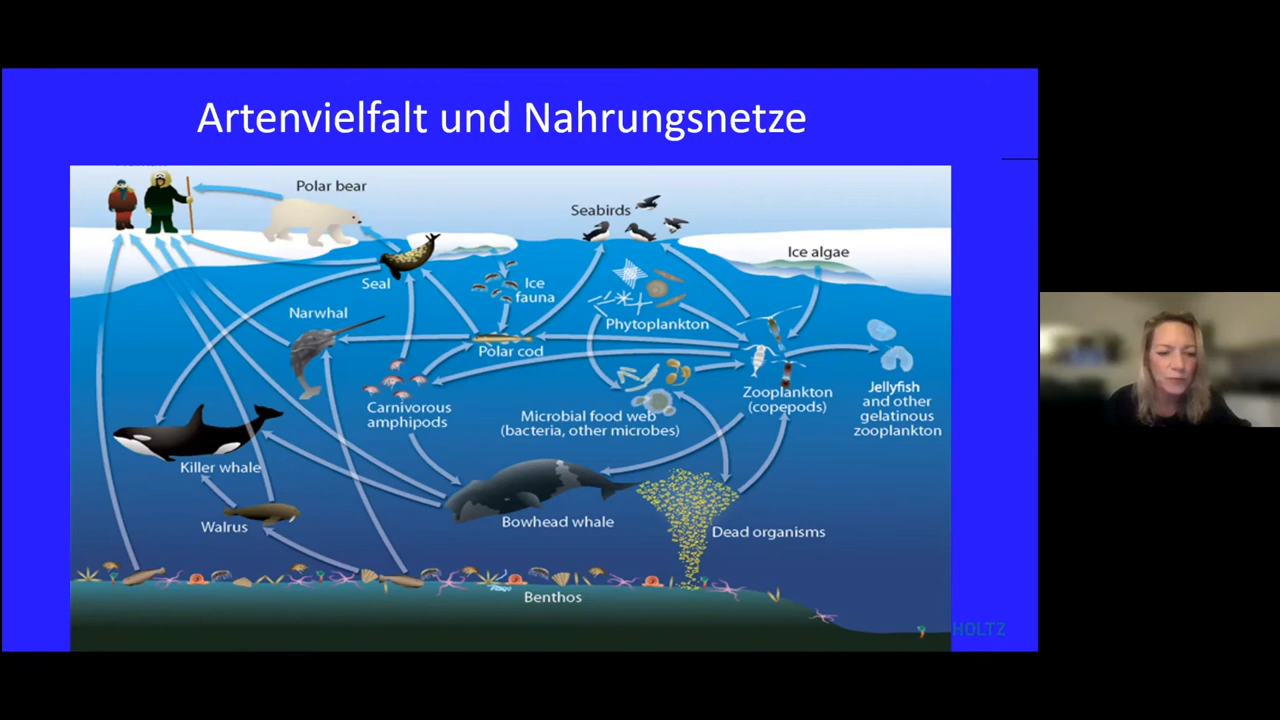 Artenvielfalt und Nahrungsnetze
Polar bear
Seabirds
Ice algae
Seal
Ice
fauna
Narwhal
Phytoplankton
Polar cod
Carnivorous
amphipods
Microbial food web
(bacteria, other microbes)
Zooplankton
(copepods)
Jellyfish
and other
gelatinous
zooplankton
Killer whale
Walrus
Bowhead whale
Dead organisms
Benthos
HOLTZ